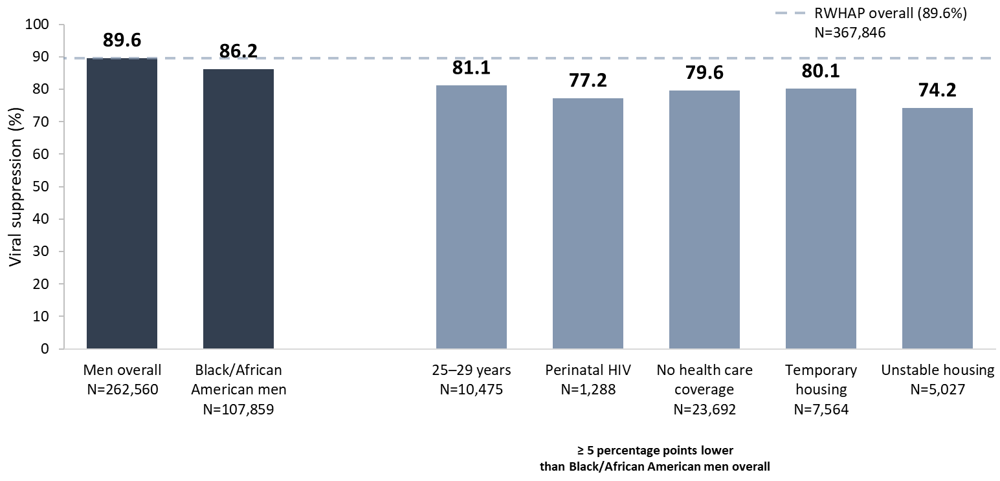 RWHAP overall (89.6%)
N=367,846
Viral suppression (%)
100
90
80
70
60
50
40
30
20
10
0
89.6
86.2
81.1
77.2
79.6
80.1
74.2
Men overall
N=262,560
Black/African
American men
N=107,859
25–29 years
N=10,475
Perinatal HIV
N=1,288
No health care
coverage
N=23,692
Temporary
housing
N=7,564
Unstable housing
N=5,027
≥ 5 percentage points lower
than Black/African American men overall